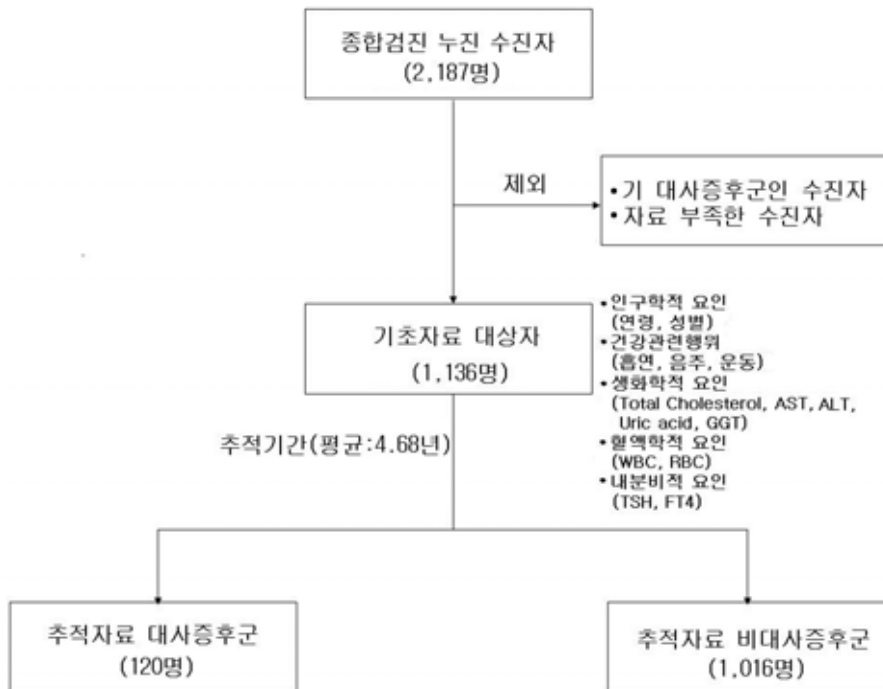 종합검진 누진 수진자
(2,187명)
제외
•기 대사증후군인 수진자
•자료 부족한 수진자
기초자료 대상자
(1,136명)
•인구학적 요인
(연령, 성별)
•건강관련행위
(흡연, 음주, 운동)
•생화학적 요인
(Total Cholesterol, AST, ALT,
Uric acid, GGT)
•혈액학적 요인
(WBC, RBC)
•내분비적 요인
(TSH, FT4)
추적기간(평균:4.68년)
추적자료 대사증후군
(120명)
추적자료 비대사증후군
(1,016명)